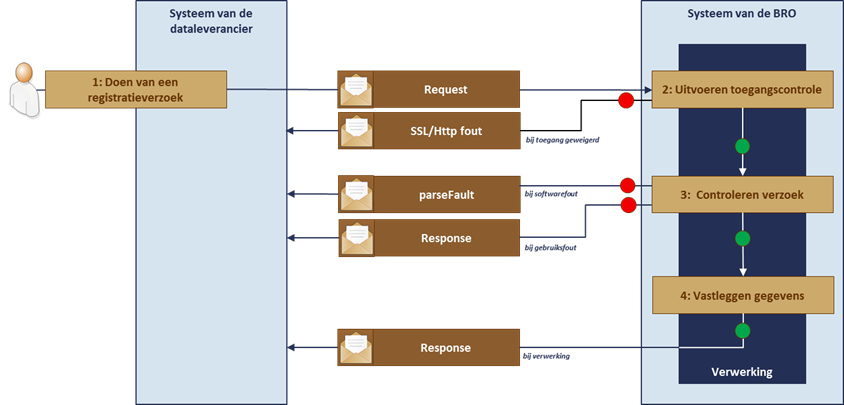 Systeem van de
dataleverancier
Systeem van de BRO
1: Doen van een
registratieverzoek
Request
2: Uitvoeren toegangscontrole
SSL/Http fout
bij toegang geweigerd
parseFault
bij softwarefout
3: Controleren verzoek
Response
bij gebruiksfout
4: Vastleggen gegevens
Response
bij verwerking
Verwerking